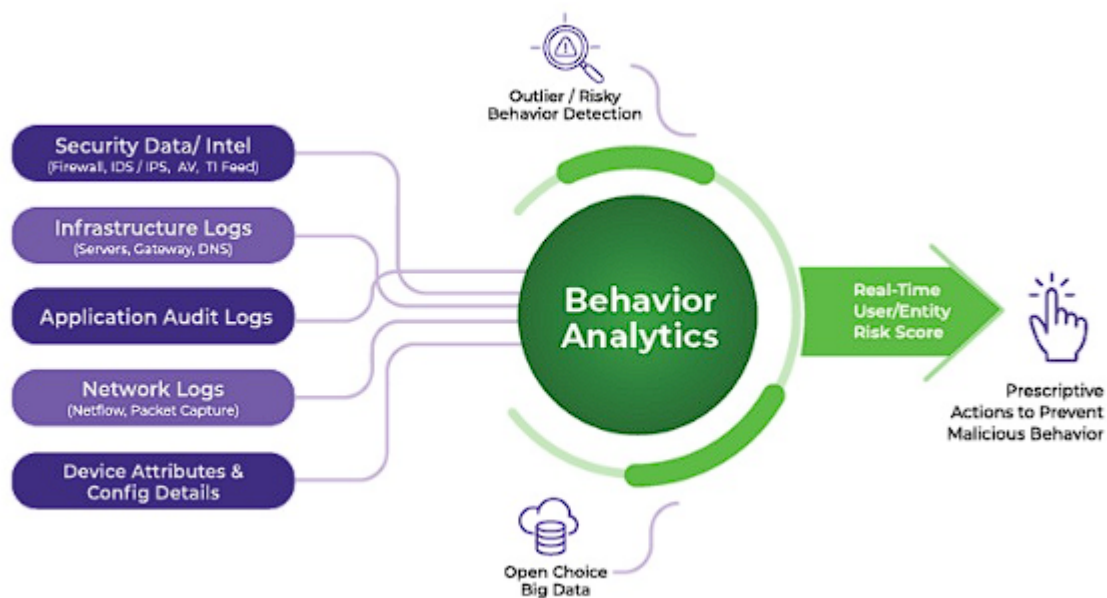 Outlier / Risky
Behavior Detection
Security Data/ Intel
(Firewall, IDS / IPS, AV, TI Feed)
Infrastructure Logs
(Servers, Gateway, DNS)
Application Audit Logs
Network Logs
(Netflow, Packet Capture)
Device Attributes &
Config Details
Behavior
Analytics
Real-Time
User/Entity
Risk Score
Prescriptive
Actions to Prevent
Malicious Behavior
Open Choice
Big Data